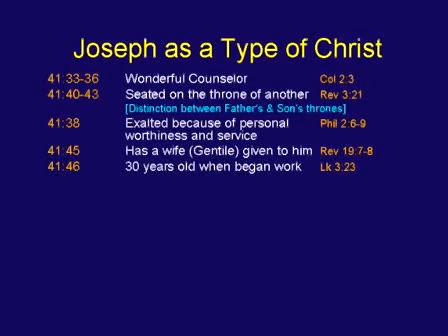 Joseph as a Type of Christ
41:33-36 Wonderful Counselor Col 2:3
41:40-43 Seated on the throne of another Rev 3:21
[Distinction between Father's & Son's thrones]
41:38 Exalted because of personal Phil 2:6-9
worthiness and service
41:45 Has a wife (Gentile) given to him Rev 19:7-8
41:46 30 years old when began work Lk 3:23